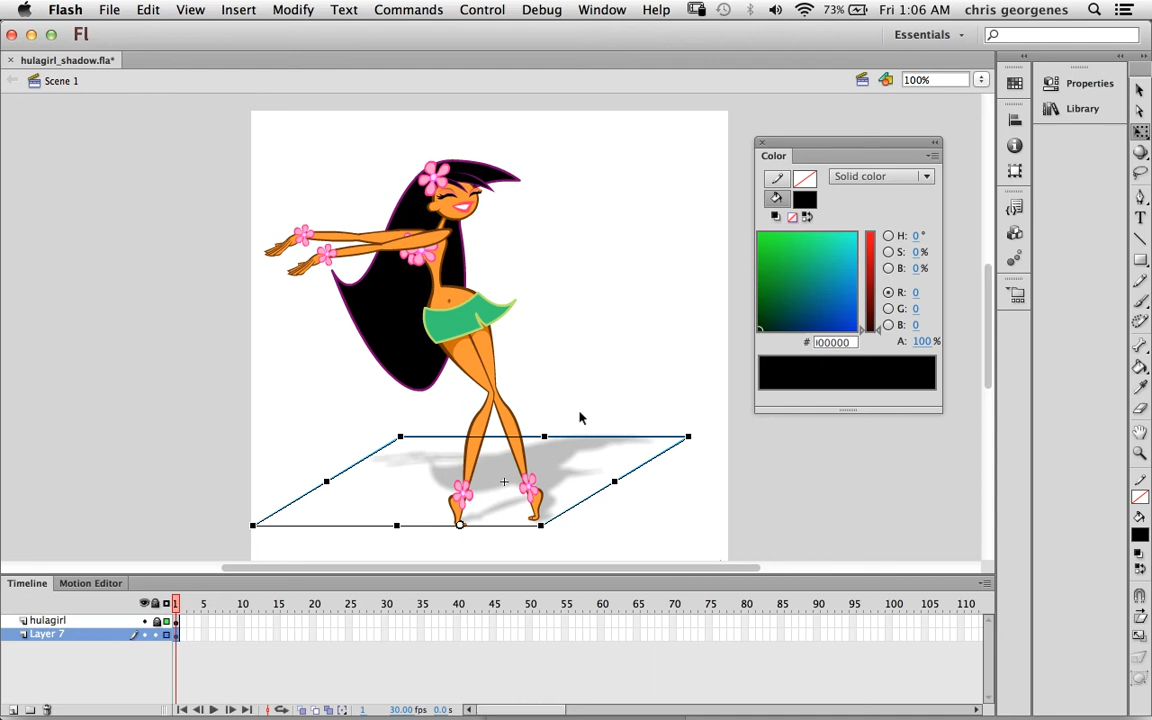 Flash File Edit View Insert Modify Text Commands Control Debug Window Help 73% Fri 1:06 AM chris georgenes
Fl Essentials
hulagirl_shadow.fla*
Scene 1 100%
Properties
Library
Color
Solid color
H: 0 °
S: 0 %
B: 0 %
R: 0
G: 0
B: 0
# 000000 A: 100 %
Timeline Motion Editor
1 5 10 15 20 25 30 35 40 45 50 55 60 65 70 75 80 85 90 95 100 105 110
hulagirl
Layer 7
1 30.00 fps 0.0 s